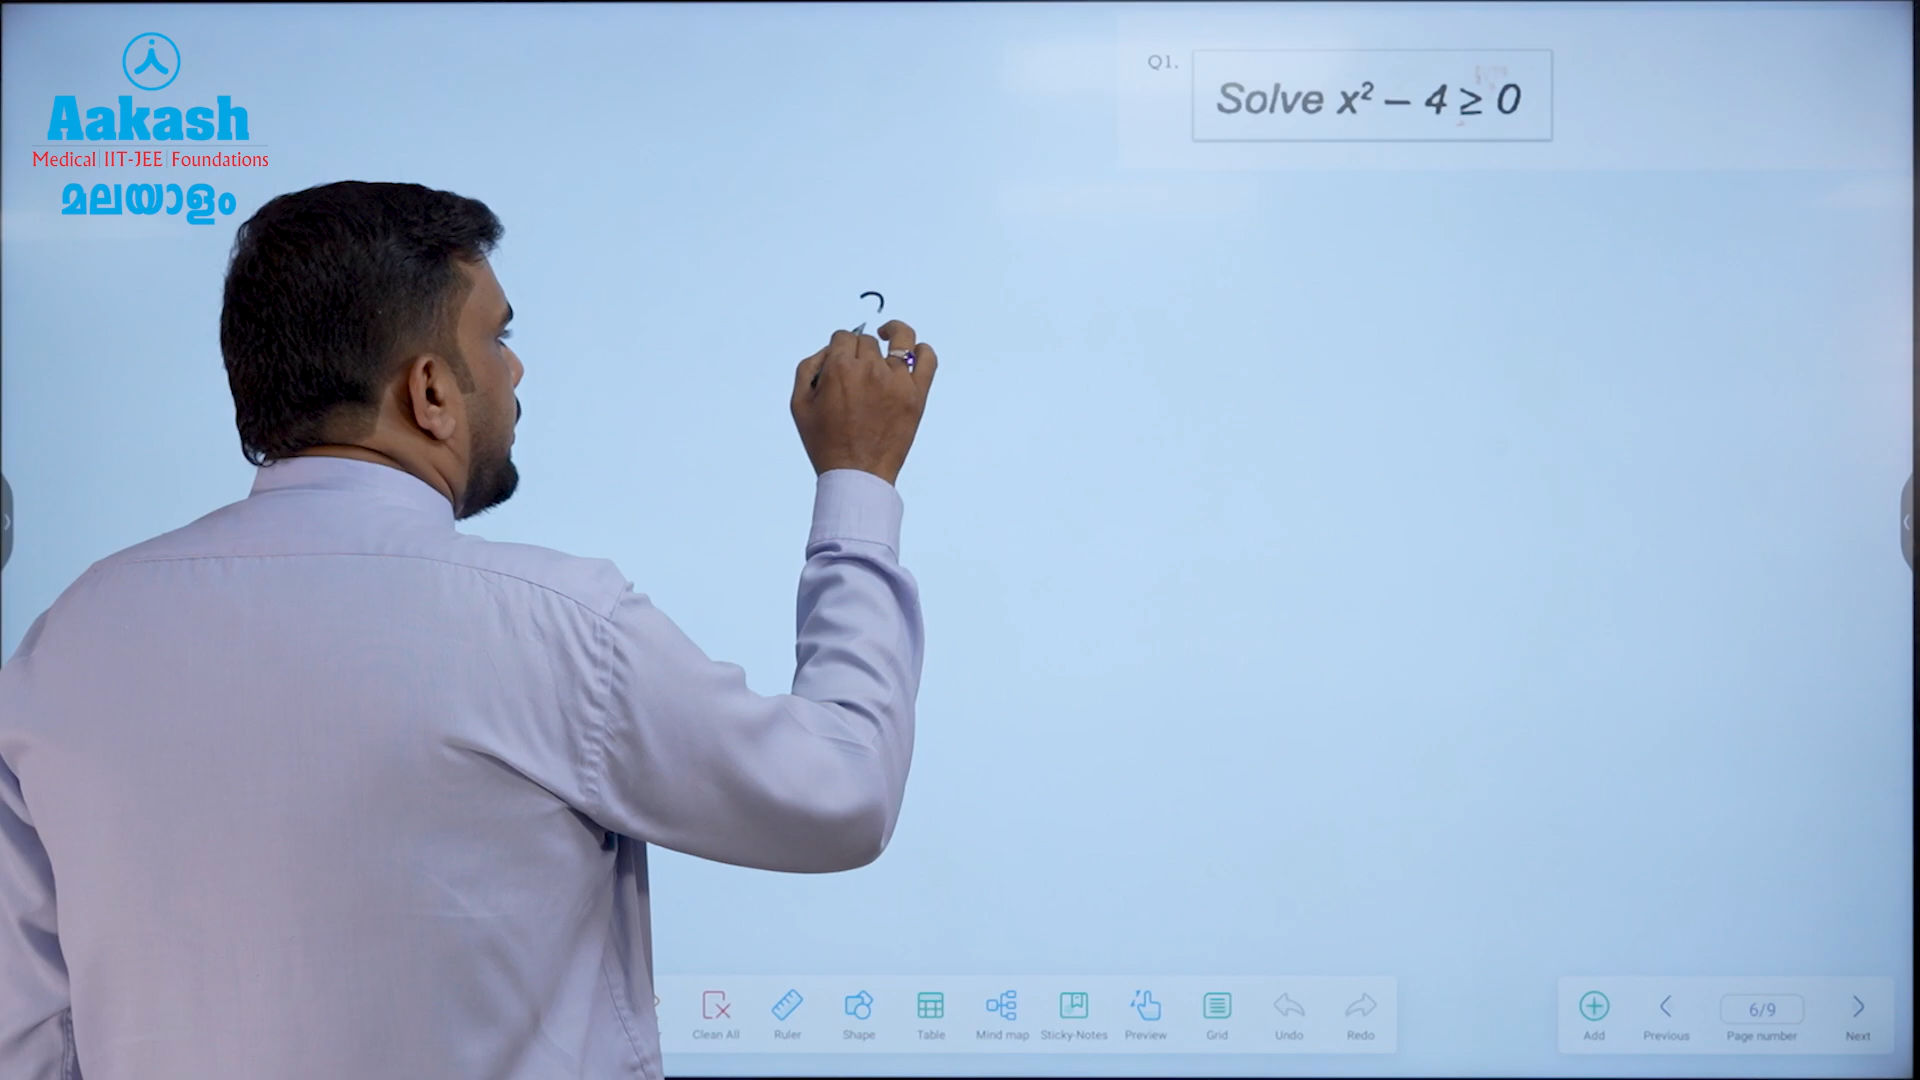 Aakash
Medical|IIT-JEE|Foundations
മലയാളം
Q1.
Solve x² – 4 ≥ 0
Clean All
Ruler
Shape
Table
Mind map
Sticky-Notes
Preview
Grid
Undo
Redo
Add
Previous
6/9
Page number
Next